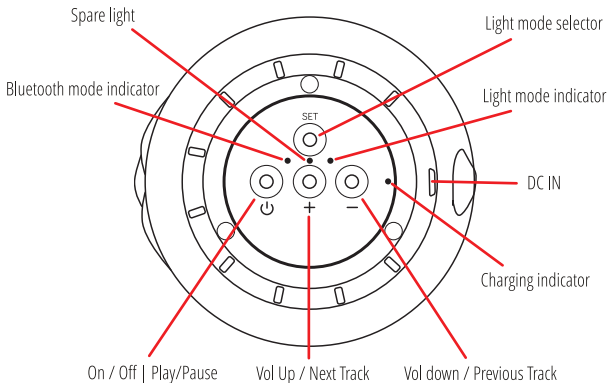 Spare light
Light mode selector
Bluetooth mode indicator
Light mode indicator
SET
DC IN
+
−
Charging indicator
On / Off | Play/Pause
Vol Up / Next Track
Vol down / Previous Track